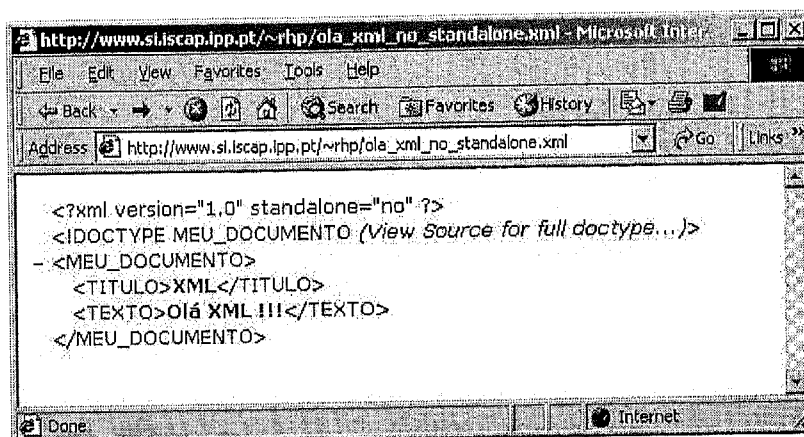 http://www.si.iscap.ipp.pt/~rhp/ola_xml_no_standalone.xml - Microsoft Inter
File Edit View Favorites Tools Help
Back Search Favorites History
Address http://www.si.iscap.ipp.pt/~rhp/ola_xml_no_standalone.xml Go Links »
<?xml version="1.0" standalone="no" ?>
<!DOCTYPE MEU_DOCUMENTO (View Source for full doctype...)>
- <MEU_DOCUMENTO>
<TITULO>XML</TITULO>
<TEXTO>Olá XML !!!</TEXTO>
</MEU_DOCUMENTO>
Done Internet